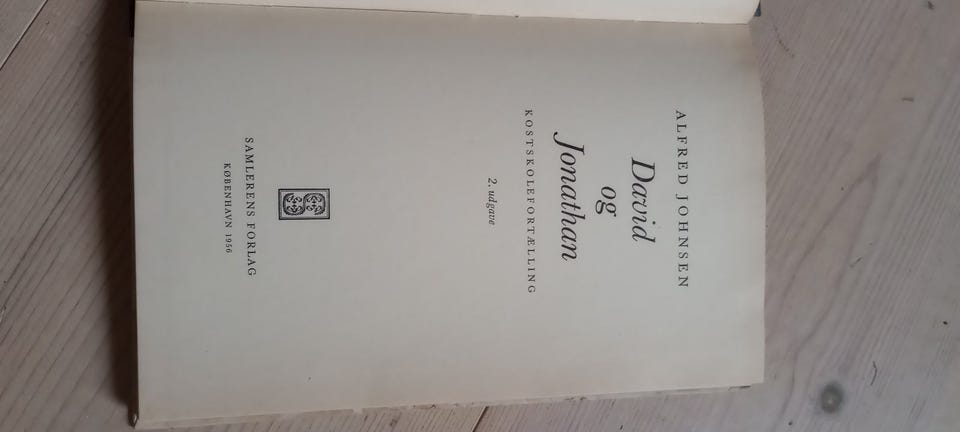 ALFRED JOHNSEN
David
og
Jonathan
KOSTSKOLEFORTÆLLING
2. udgave
SAMLERENS FORLAG
KØBENHAVN 1956